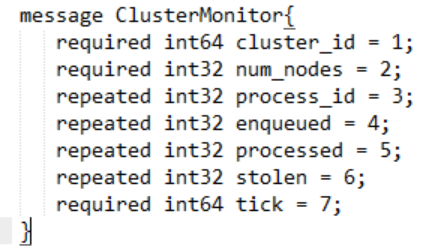 message ClusterMonitor{
required int64 cluster_id = 1;
required int32 num_nodes = 2;
repeated int32 process_id = 3;
repeated int32 enqueued = 4;
repeated int32 processed = 5;
repeated int32 stolen = 6;
required int64 tick = 7;
}